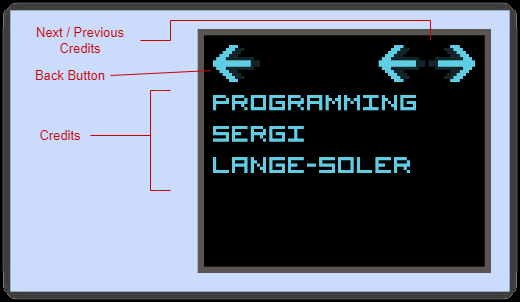 Next / Previous
Credits
Back Button
Credits
PROGRAMMING
SERGI
LANGE-SOLER